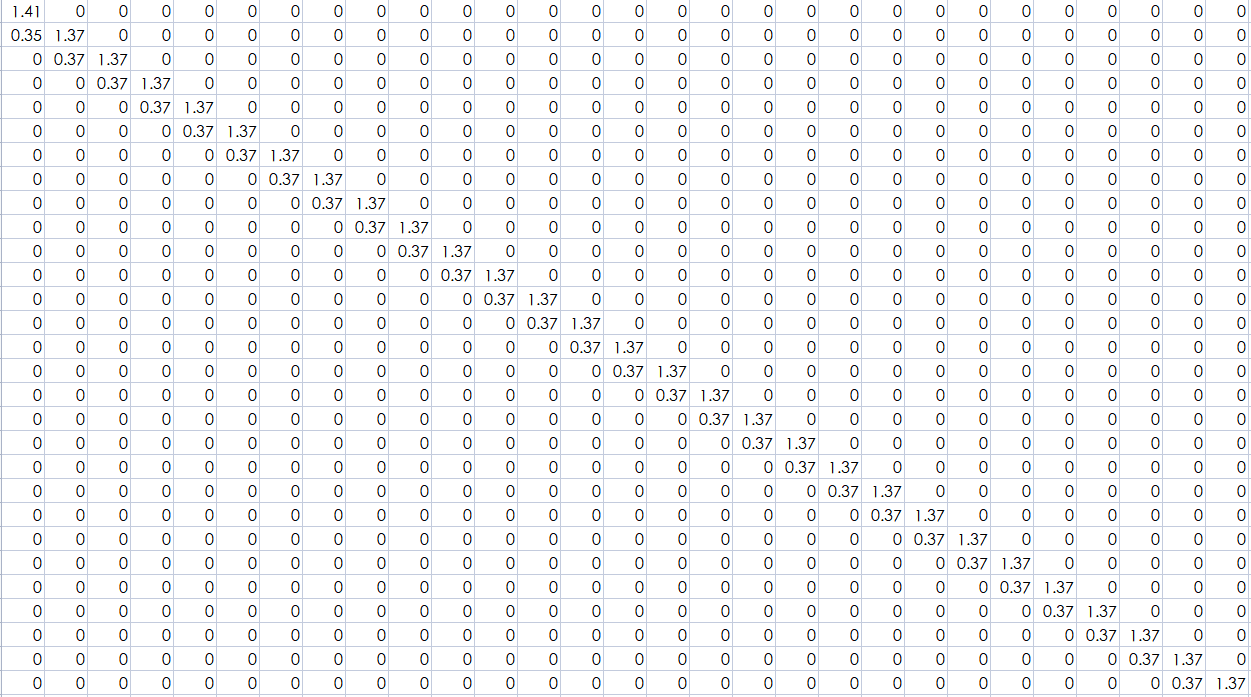 1.41 0 0 0 0 0 0 0 0 0 0 0 0 0 0 0 0 0 0 0 0 0 0 0 0 0 0 0 0
0.35 1.37 0 0 0 0 0 0 0 0 0 0 0 0 0 0 0 0 0 0 0 0 0 0 0 0 0 0 0
0 0.37 1.37 0 0 0 0 0 0 0 0 0 0 0 0 0 0 0 0 0 0 0 0 0 0 0 0 0 0
0 0 0.37 1.37 0 0 0 0 0 0 0 0 0 0 0 0 0 0 0 0 0 0 0 0 0 0 0 0 0
0 0 0 0.37 1.37 0 0 0 0 0 0 0 0 0 0 0 0 0 0 0 0 0 0 0 0 0 0 0 0
0 0 0 0 0.37 1.37 0 0 0 0 0 0 0 0 0 0 0 0 0 0 0 0 0 0 0 0 0 0 0
0 0 0 0 0 0.37 1.37 0 0 0 0 0 0 0 0 0 0 0 0 0 0 0 0 0 0 0 0 0 0
0 0 0 0 0 0 0.37 1.37 0 0 0 0 0 0 0 0 0 0 0 0 0 0 0 0 0 0 0 0 0
0 0 0 0 0 0 0 0.37 1.37 0 0 0 0 0 0 0 0 0 0 0 0 0 0 0 0 0 0 0 0
0 0 0 0 0 0 0 0 0.37 1.37 0 0 0 0 0 0 0 0 0 0 0 0 0 0 0 0 0 0 0
0 0 0 0 0 0 0 0 0 0.37 1.37 0 0 0 0 0 0 0 0 0 0 0 0 0 0 0 0 0 0
0 0 0 0 0 0 0 0 0 0 0.37 1.37 0 0 0 0 0 0 0 0 0 0 0 0 0 0 0 0 0
0 0 0 0 0 0 0 0 0 0 0 0.37 1.37 0 0 0 0 0 0 0 0 0 0 0 0 0 0 0 0
0 0 0 0 0 0 0 0 0 0 0 0 0.37 1.37 0 0 0 0 0 0 0 0 0 0 0 0 0 0 0
0 0 0 0 0 0 0 0 0 0 0 0 0 0.37 1.37 0 0 0 0 0 0 0 0 0 0 0 0 0 0
0 0 0 0 0 0 0 0 0 0 0 0 0 0 0.37 1.37 0 0 0 0 0 0 0 0 0 0 0 0 0
0 0 0 0 0 0 0 0 0 0 0 0 0 0 0 0.37 1.37 0 0 0 0 0 0 0 0 0 0 0 0
0 0 0 0 0 0 0 0 0 0 0 0 0 0 0 0 0.37 1.37 0 0 0 0 0 0 0 0 0 0 0
0 0 0 0 0 0 0 0 0 0 0 0 0 0 0 0 0 0.37 1.37 0 0 0 0 0 0 0 0 0 0
0 0 0 0 0 0 0 0 0 0 0 0 0 0 0 0 0 0 0.37 1.37 0 0 0 0 0 0 0 0 0
0 0 0 0 0 0 0 0 0 0 0 0 0 0 0 0 0 0 0 0.37 1.37 0 0 0 0 0 0 0 0
0 0 0 0 0 0 0 0 0 0 0 0 0 0 0 0 0 0 0 0 0.37 1.37 0 0 0 0 0 0 0
0 0 0 0 0 0 0 0 0 0 0 0 0 0 0 0 0 0 0 0 0 0.37 1.37 0 0 0 0 0 0
0 0 0 0 0 0 0 0 0 0 0 0 0 0 0 0 0 0 0 0 0 0 0.37 1.37 0 0 0 0 0
0 0 0 0 0 0 0 0 0 0 0 0 0 0 0 0 0 0 0 0 0 0 0 0.37 1.37 0 0 0 0
0 0 0 0 0 0 0 0 0 0 0 0 0 0 0 0 0 0 0 0 0 0 0 0 0.37 1.37 0 0 0
0 0 0 0 0 0 0 0 0 0 0 0 0 0 0 0 0 0 0 0 0 0 0 0 0 0.37 1.37 0 0
0 0 0 0 0 0 0 0 0 0 0 0 0 0 0 0 0 0 0 0 0 0 0 0 0 0 0.37 1.37 0
0 0 0 0 0 0 0 0 0 0 0 0 0 0 0 0 0 0 0 0 0 0 0 0 0 0 0 0.37 1.37